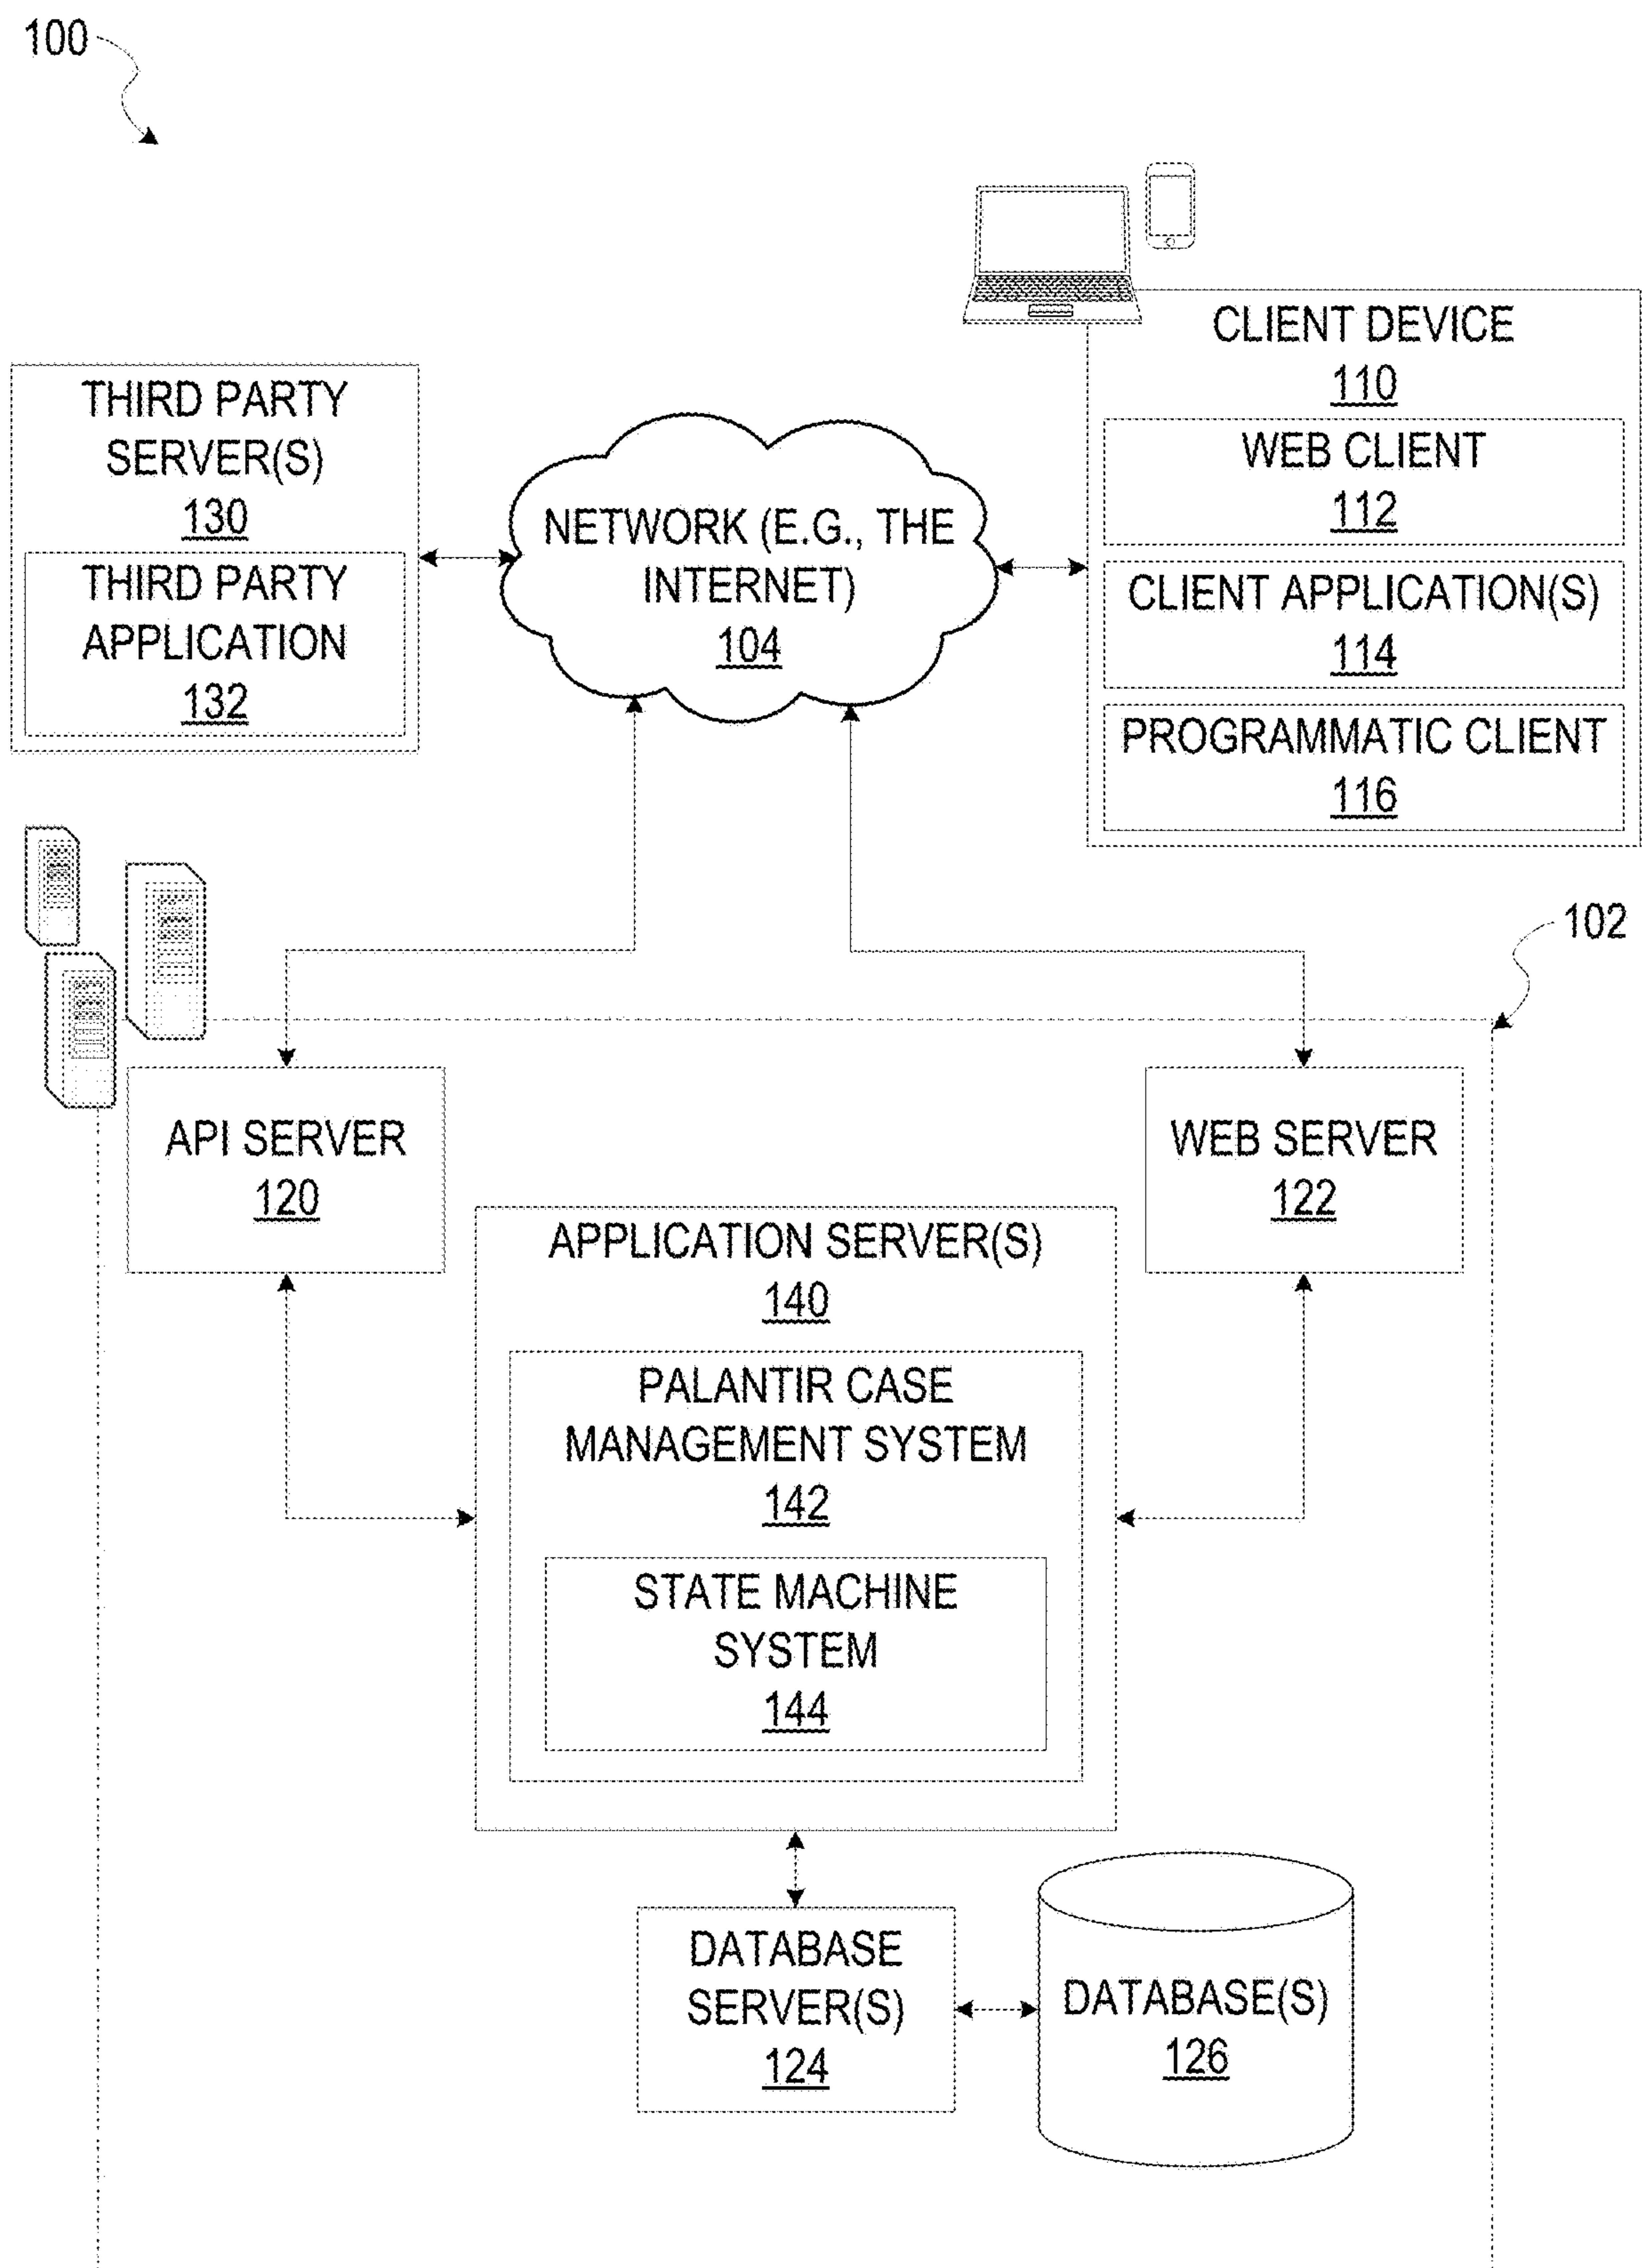 100
CLIENT DEVICE
110
WEB CLIENT
112
CLIENT APPLICATION(S)
114
PROGRAMMATIC CLIENT
116
THIRD PARTY
SERVER(S)
130
THIRD PARTY
APPLICATION
132
NETWORK (E.G., THE
INTERNET)
104
102
API SERVER
120
WEB SERVER
122
APPLICATION SERVER(S)
140
PALANTIR CASE
MANAGEMENT SYSTEM
142
STATE MACHINE
SYSTEM
144
DATABASE
SERVER(S)
124
DATABASE(S)
126